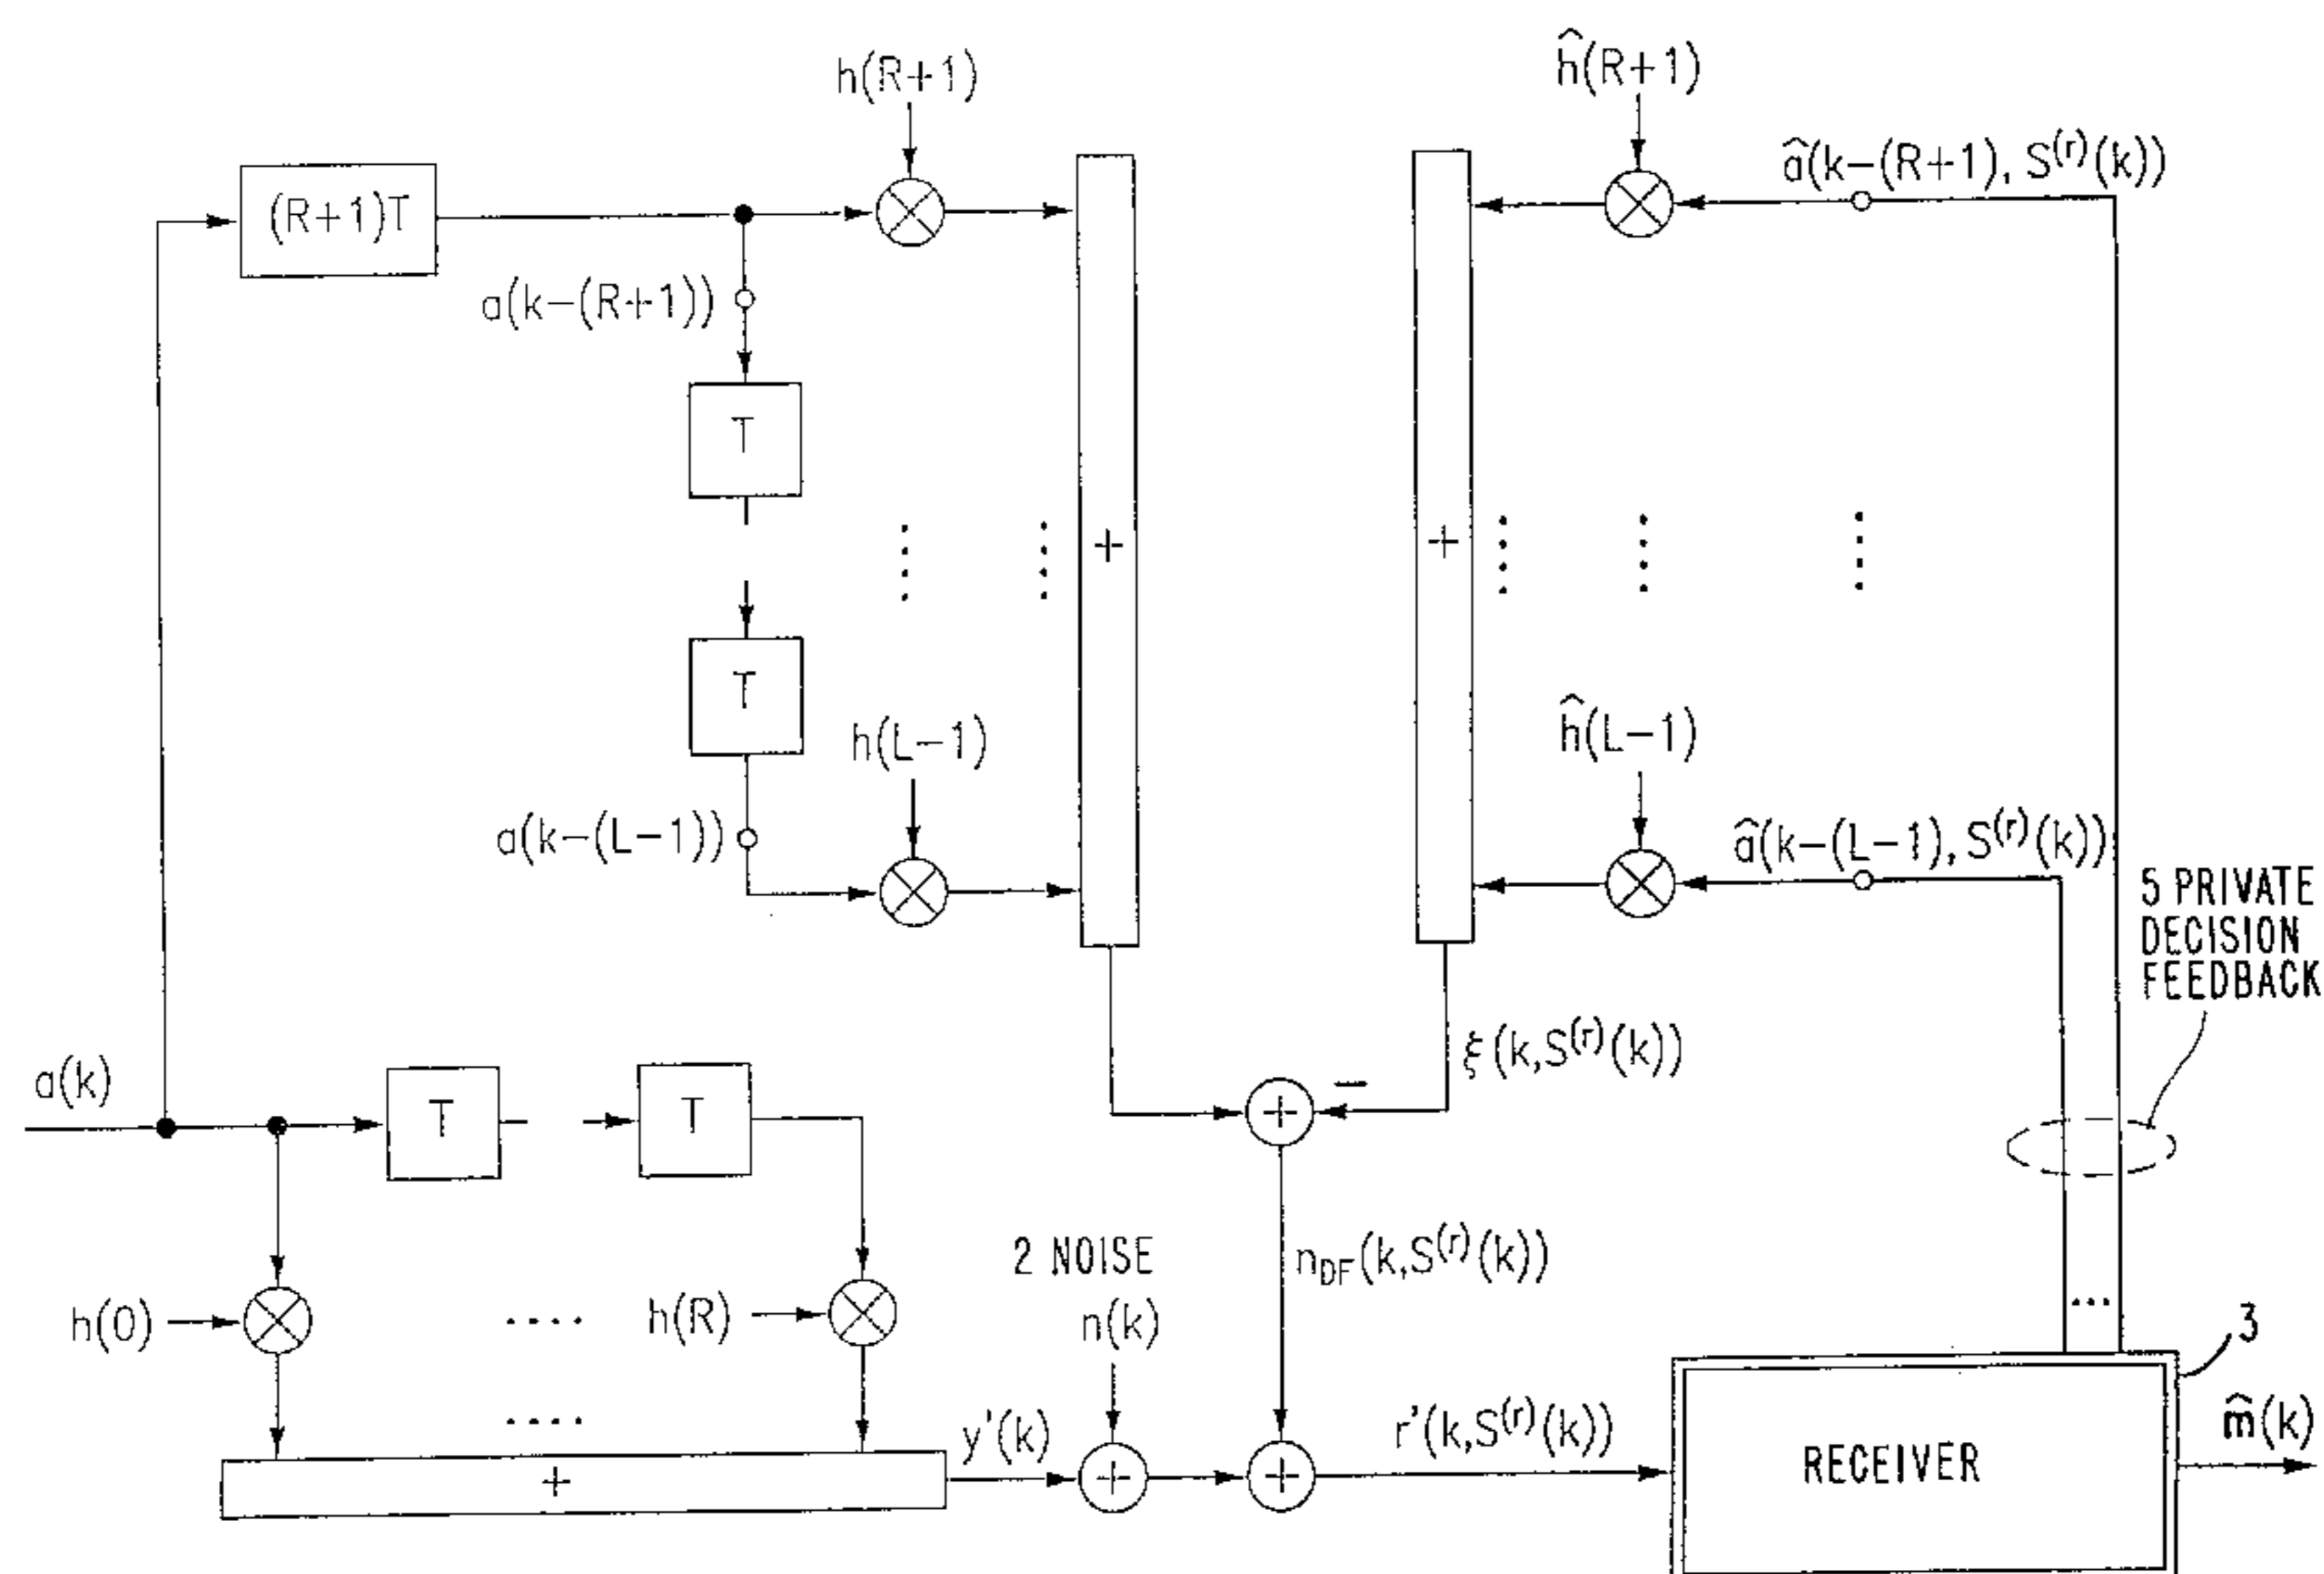 h(R+1)
ĥ(R+1)
(R+1)T
â(k−(R+1), S⁽ʳ⁾(k))
a(k−(R+1))
T
+
+
T
h(L−1)
ĥ(L−1)
a(k−(L−1))
â(k−(L−1), S⁽ʳ⁾(k))
5 PRIVATE
DECISION
FEEDBACK
a(k)
T
T
ξ(k,S⁽ʳ⁾(k))
−
+
2 NOISE
n(k)
n_DF(k,S⁽ʳ⁾(k))
h(0)
h(R)
3
+
y'(k)
+
+
r'(k,S⁽ʳ⁾(k))
RECEIVER
m̂(k)